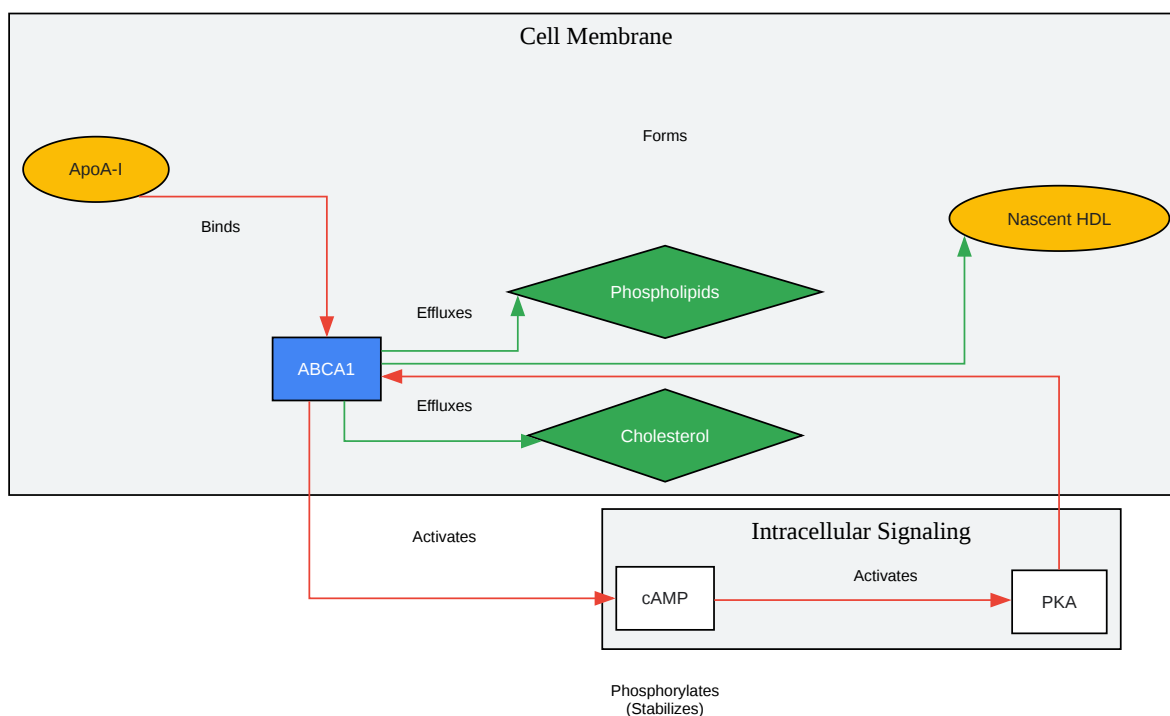 Cell Membrane
Forms
ApoA-I
Nascent HDL
Binds
Phospholipids
Effluxes
ABCA1
Effluxes
Cholesterol
Intracellular Signaling
Activates
Activates
cAMP
PKA
Phosphorylates
(Stabilizes)